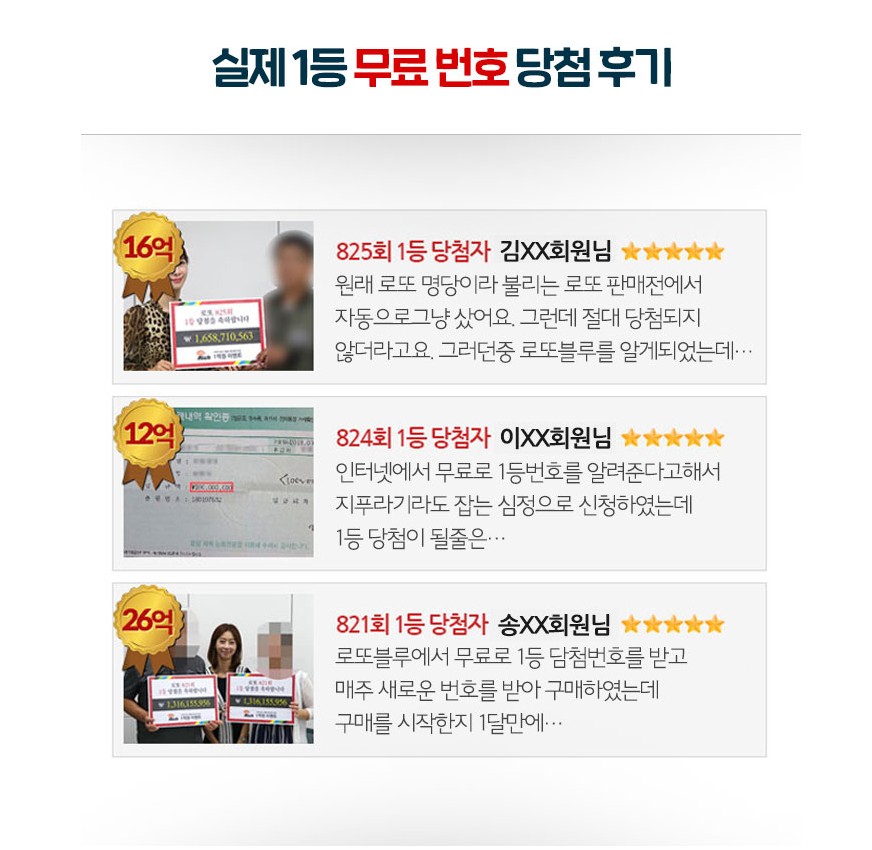 실제 1등 무료 번호 당첨 후기
16억
825회 1등 당첨자 김XX회원님
원래 로또 명당이라 불리는 로또 판매전에서
자동으로그냥 샀어요. 그런데 절대 당첨되지
않더라고요. 그러던중 로또블루를 알게되었는데…
로또 825회
1등 당첨을 축하합니다
₩ 1,658,710,563
12억
824회 1등 당첨자 이XX회원님
인터넷에서 무료로 1등번호를 알려준다고해서
지푸라기라도 잡는 심정으로 신청하였는데
1등 당첨이 될줄은…
26억
821회 1등 당첨자 송XX회원님
로또블루에서 무료로 1등 담첨번호를 받고
매주 새로운 번호를 받아 구매하였는데
구매를 시작한지 1달만에…
로또 821회
1등 당첨을 축하합니다
₩ 1,316,155,956
로또 821회
1등 당첨을 축하합니다
₩ 1,316,155,956